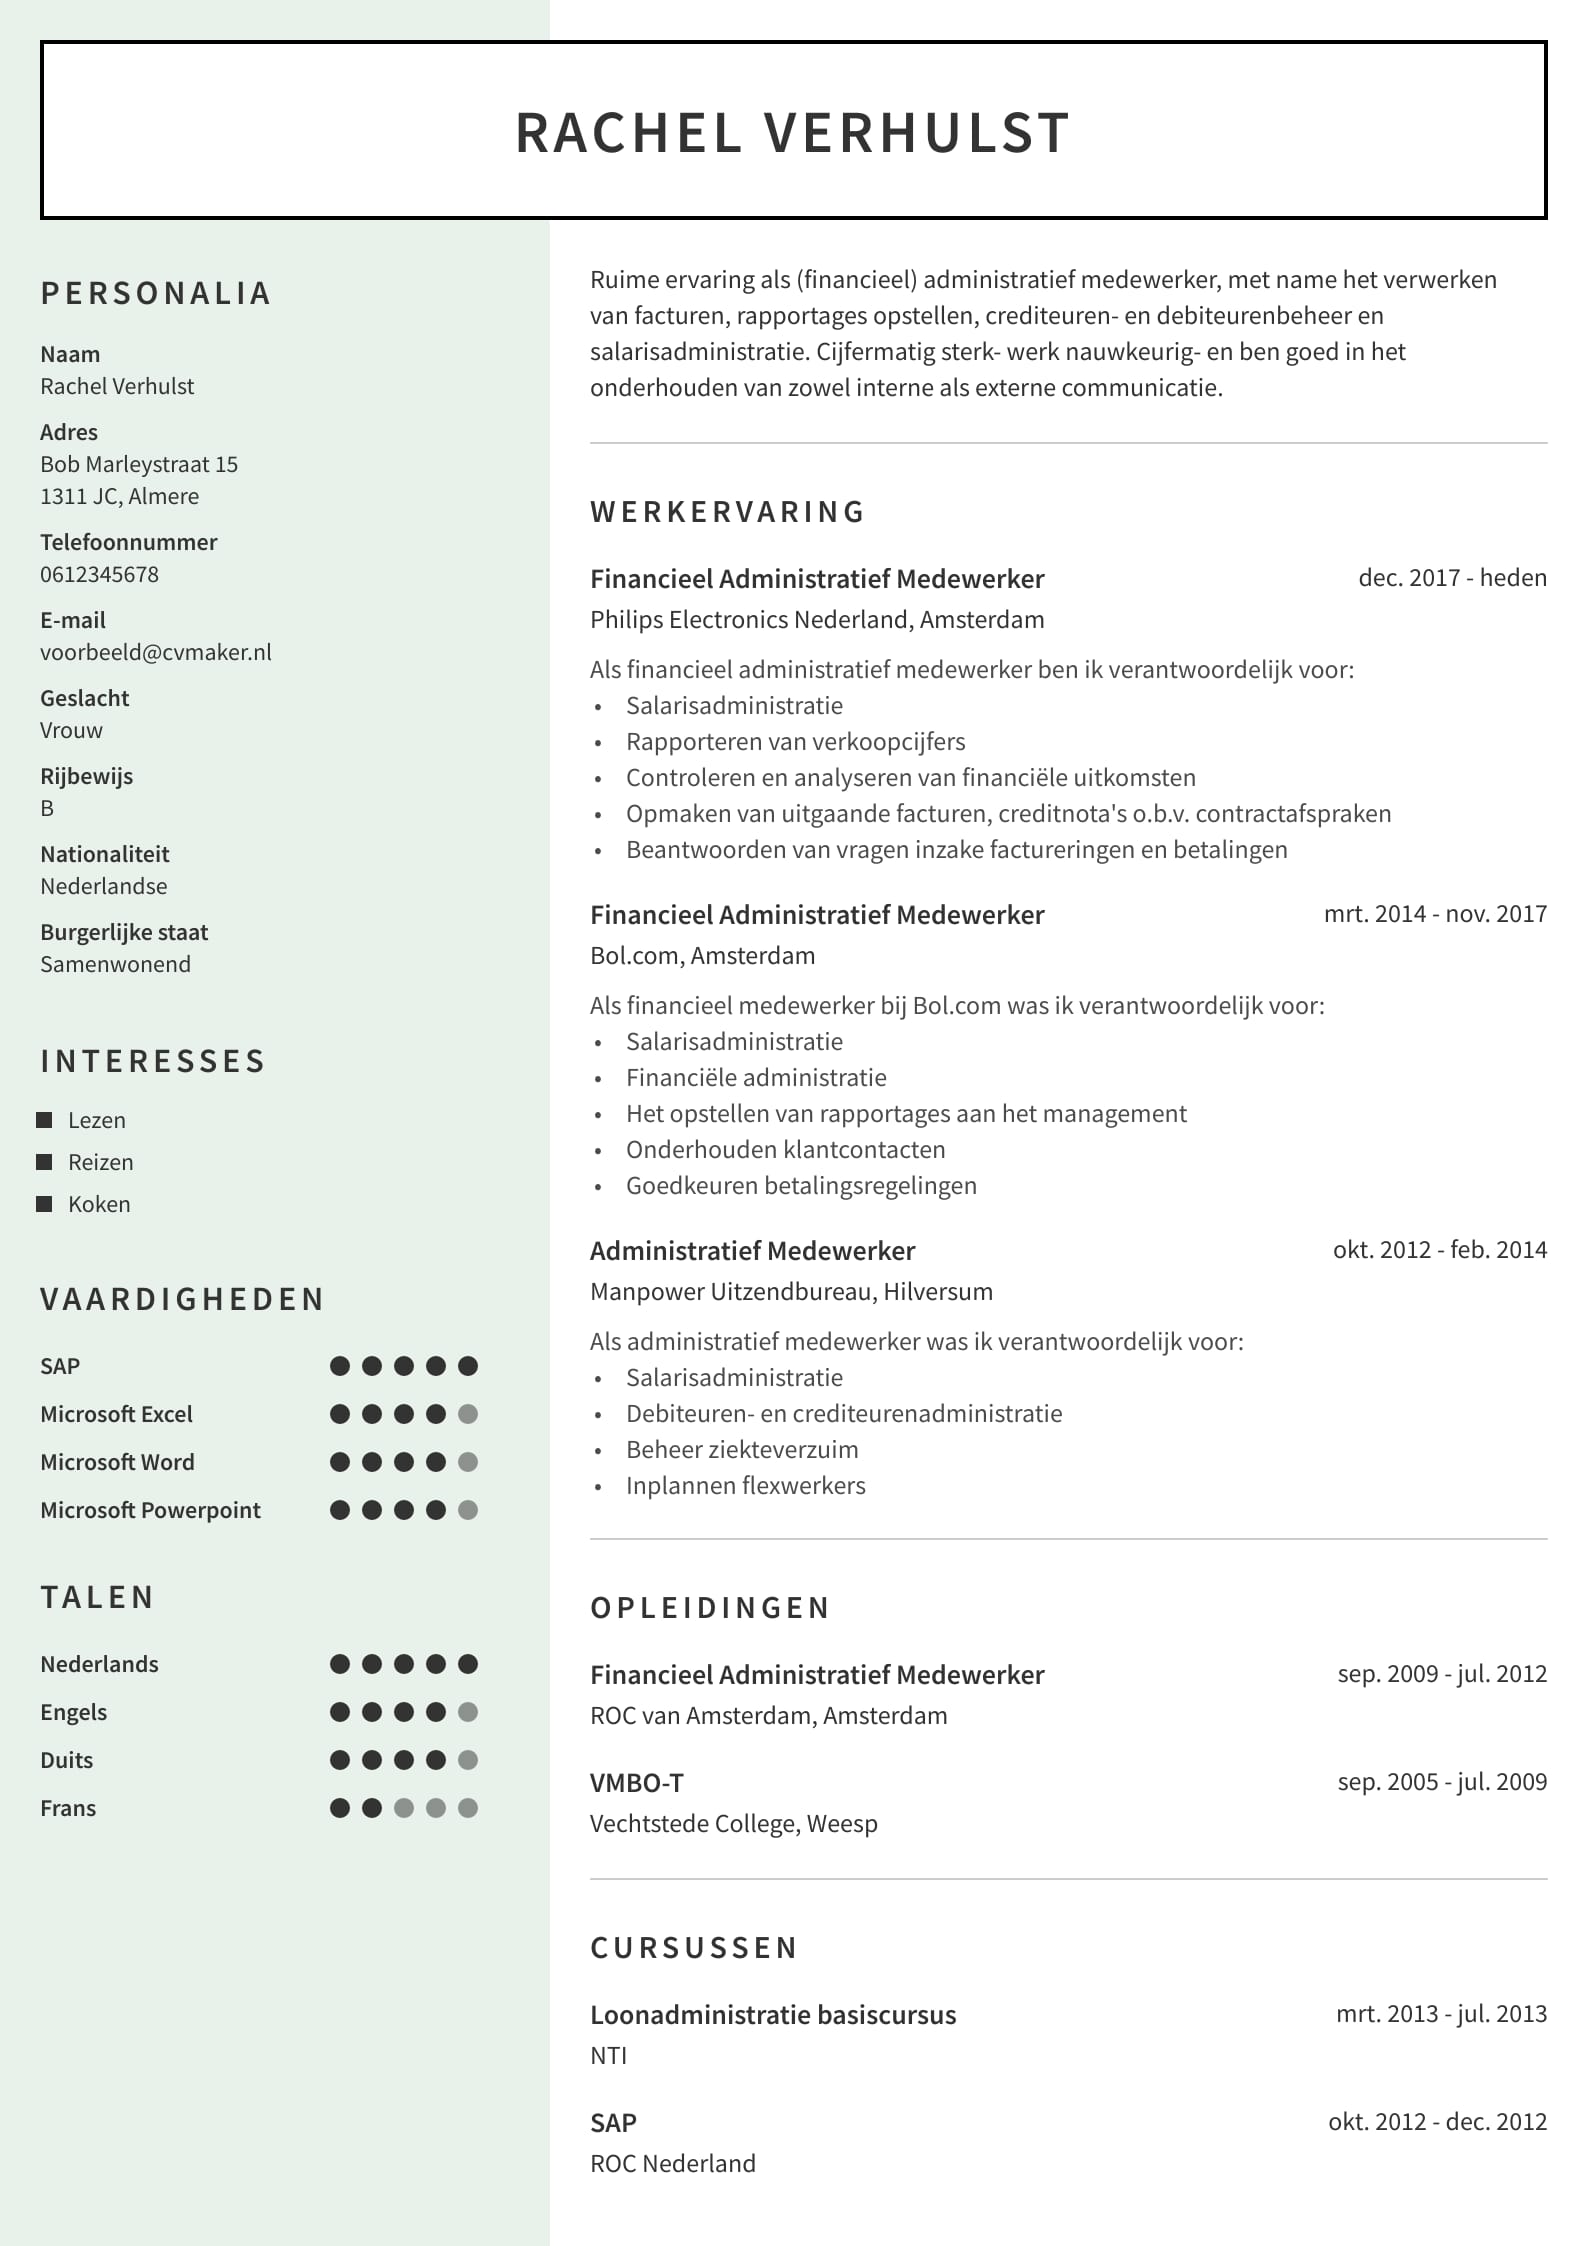 RACHEL VERHULST
PERSONALIA
Naam
Rachel Verhulst
Adres
Bob Marleystraat 15
1311 JC, Almere
Telefoonnummer
0612345678
E-mail
voorbeeld@cvmaker.nl
Geslacht
Vrouw
Rijbewijs
B
Nationaliteit
Nederlandse
Burgerlijke staat
Samenwonend
INTERESSES
Lezen
Reizen
Koken
VAARDIGHEDEN
SAP
Microsoft Excel
Microsoft Word
Microsoft Powerpoint
TALEN
Nederlands
Engels
Duits
Frans
Ruime ervaring als (financieel) administratief medewerker, met name het verwerken
van facturen, rapportages opstellen, crediteuren- en debiteurenbeheer en
salarisadministratie. Cijfermatig sterk- werk nauwkeurig- en ben goed in het
onderhouden van zowel interne als externe communicatie.
WERKERVARING
Financieel Administratief Medewerker dec. 2017 - heden
Philips Electronics Nederland, Amsterdam
Als financieel administratief medewerker ben ik verantwoordelijk voor:
• Salarisadministratie
• Rapporteren van verkoopcijfers
• Controleren en analyseren van financiële uitkomsten
• Opmaken van uitgaande facturen, creditnota's o.b.v. contractafspraken
• Beantwoorden van vragen inzake factureringen en betalingen
Financieel Administratief Medewerker mrt. 2014 - nov. 2017
Bol.com, Amsterdam
Als financieel medewerker bij Bol.com was ik verantwoordelijk voor:
• Salarisadministratie
• Financiële administratie
• Het opstellen van rapportages aan het management
• Onderhouden klantcontacten
• Goedkeuren betalingsregelingen
Administratief Medewerker okt. 2012 - feb. 2014
Manpower Uitzendbureau, Hilversum
Als administratief medewerker was ik verantwoordelijk voor:
• Salarisadministratie
• Debiteuren- en crediteurenadministratie
• Beheer ziekteverzuim
• Inplannen flexwerkers
OPLEIDINGEN
Financieel Administratief Medewerker sep. 2009 - jul. 2012
ROC van Amsterdam, Amsterdam
VMBO-T sep. 2005 - jul. 2009
Vechtstede College, Weesp
CURSUSSEN
Loonadministratie basiscursus mrt. 2013 - jul. 2013
NTI
SAP okt. 2012 - dec. 2012
ROC Nederland